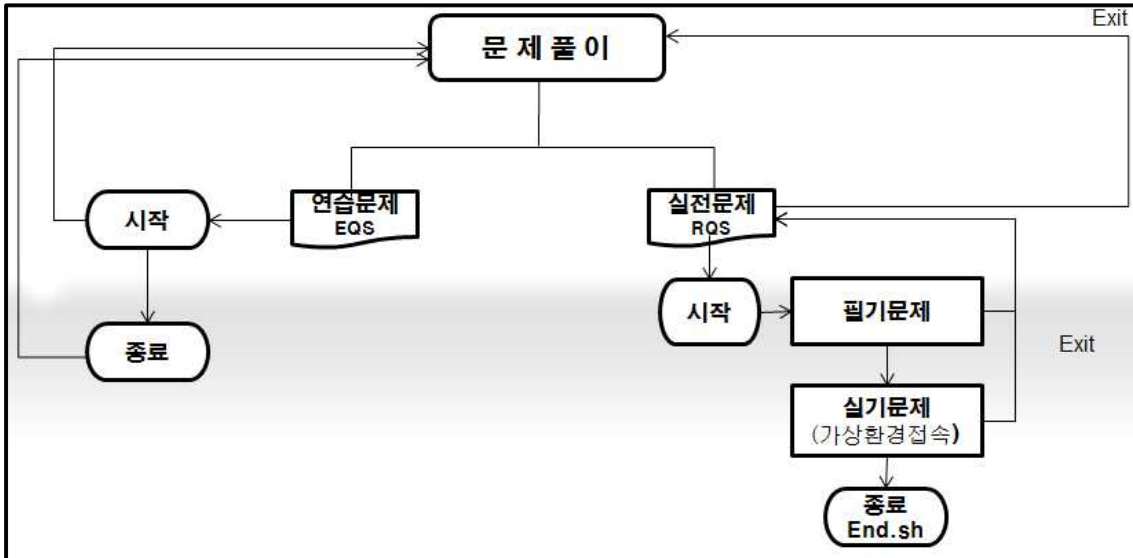 Exit
문 제 풀 이
연습문제
EQS
실전문제
RQS
시작
시작
필기문제
종료
Exit
실기문제
(가상환경접속)
종료
End.sh